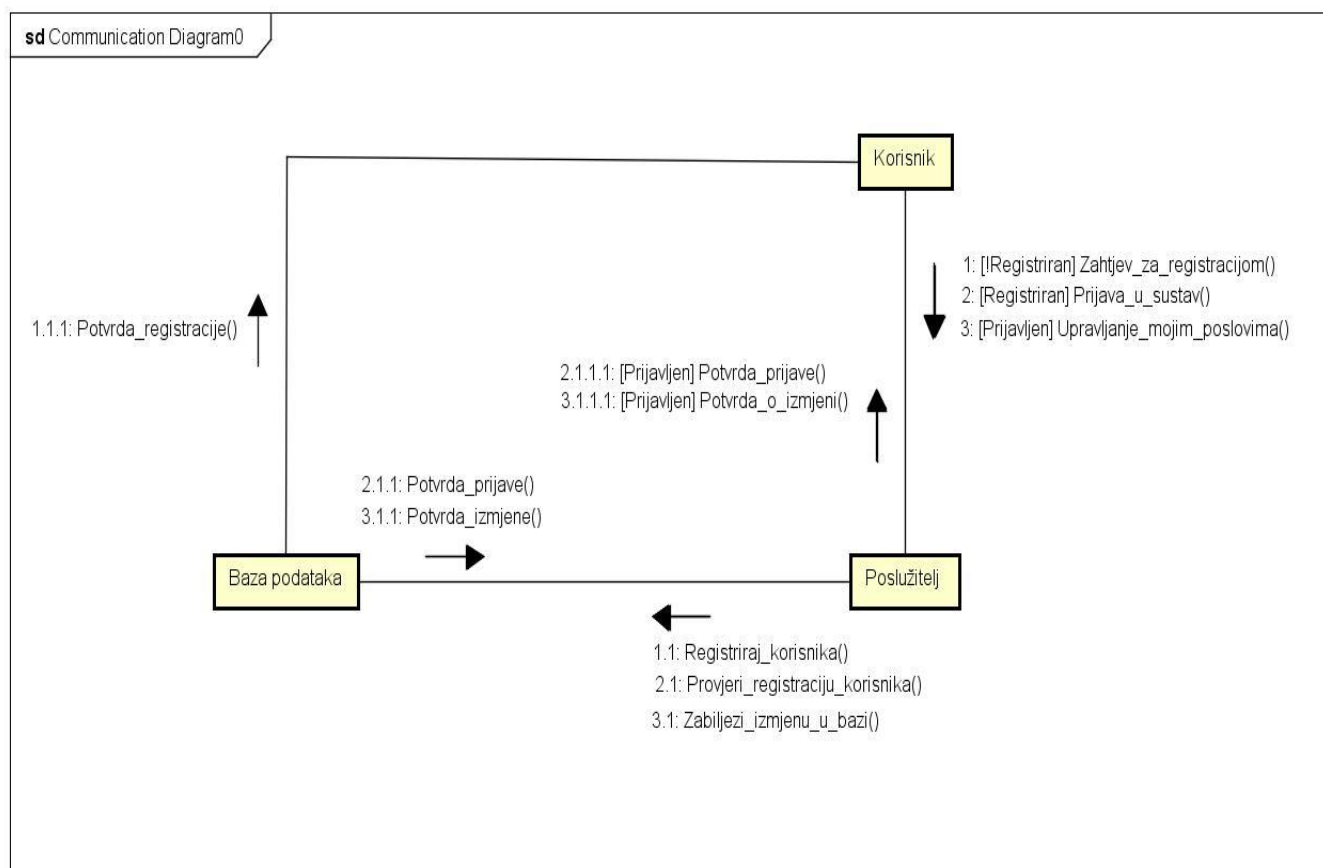 sd Communication Diagram0
Korisnik
1: [!Registriran] Zahtjev_za_registracijom()
2: [Registriran] Prijava_u_sustav()
3: [Prijavljen] Upravljanje_mojim_poslovima()
1.1.1: Potvrda_registracije()
2.1.1.1: [Prijavljen] Potvrda_prijave()
3.1.1.1: [Prijavljen] Potvrda_o_izmjeni()
2.1.1: Potvrda_prijave()
3.1.1: Potvrda_izmjene()
Baza podataka
Poslužitelj
1.1: Registriraj_korisnika()
2.1: Provjeri_registraciju_korisnika()
3.1: Zabiljezi_izmjenu_u_bazi()